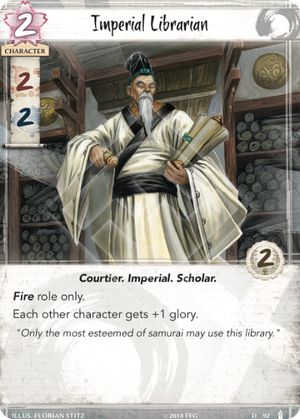 2
Imperial Librarian
CHARACTER
2
2
2
Courtier. Imperial. Scholar.
Fire role only.
Each other character gets +1 glory.
"Only the most esteemed of samurai may use this library."
ILLUS. FLORIAN STITZ
© 2018 FFG
D 92